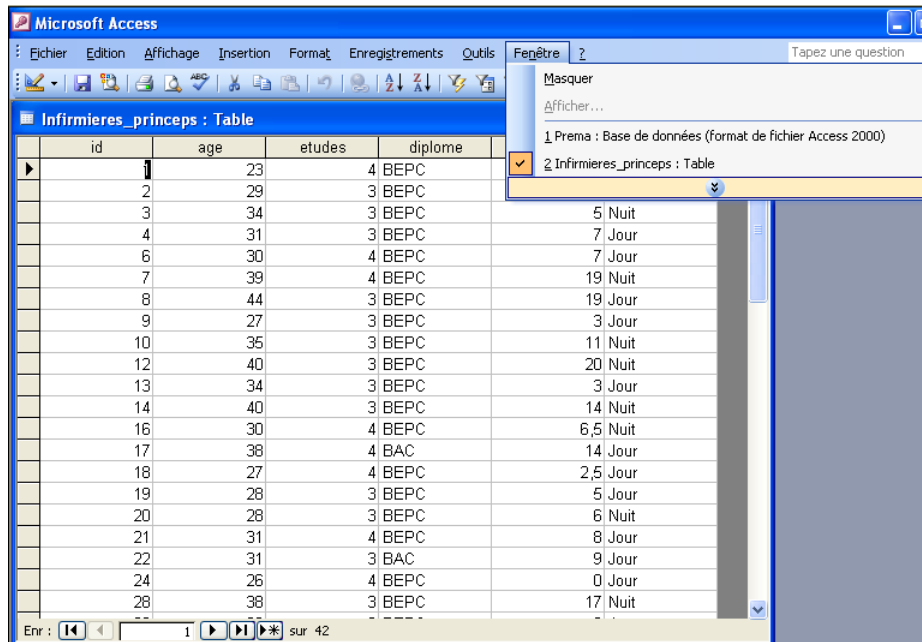 Microsoft Access
Fichier Edition Affichage Insertion Format Enregistrements Outils Fenêtre ? Tapez une question
Masquer
Afficher...
1 Prema : Base de données (format de fichier Access 2000)
2 Infirmieres_princeps : Table
Infirmieres_princeps : Table
id age etudes diplome
1 23 4 BEPC
2 29 3 BEPC
3 34 3 BEPC 5 Nuit
4 31 3 BEPC 7 Jour
6 30 4 BEPC 7 Jour
7 39 4 BEPC 19 Nuit
8 44 3 BEPC 19 Jour
9 27 3 BEPC 3 Jour
10 35 3 BEPC 11 Nuit
12 40 3 BEPC 20 Nuit
13 34 3 BEPC 3 Jour
14 40 3 BEPC 14 Nuit
16 30 4 BEPC 6,5 Nuit
17 38 4 BAC 14 Jour
18 27 4 BEPC 2,5 Jour
19 28 3 BEPC 5 Jour
20 28 3 BEPC 6 Nuit
21 31 4 BEPC 8 Jour
22 31 3 BAC 9 Jour
24 26 4 BEPC 0 Jour
28 38 3 BEPC 17 Nuit
Enr : 1 sur 42